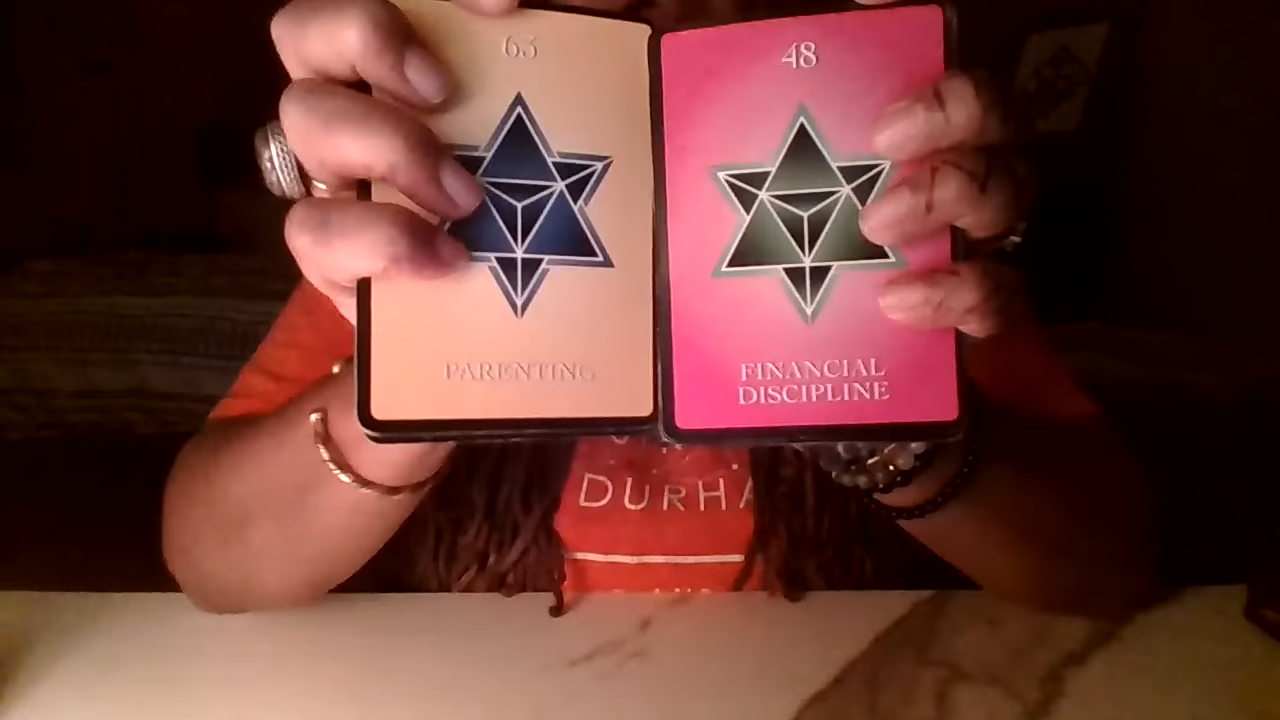 63
PARENTING
48
FINANCIAL
DISCIPLINE
DURHA